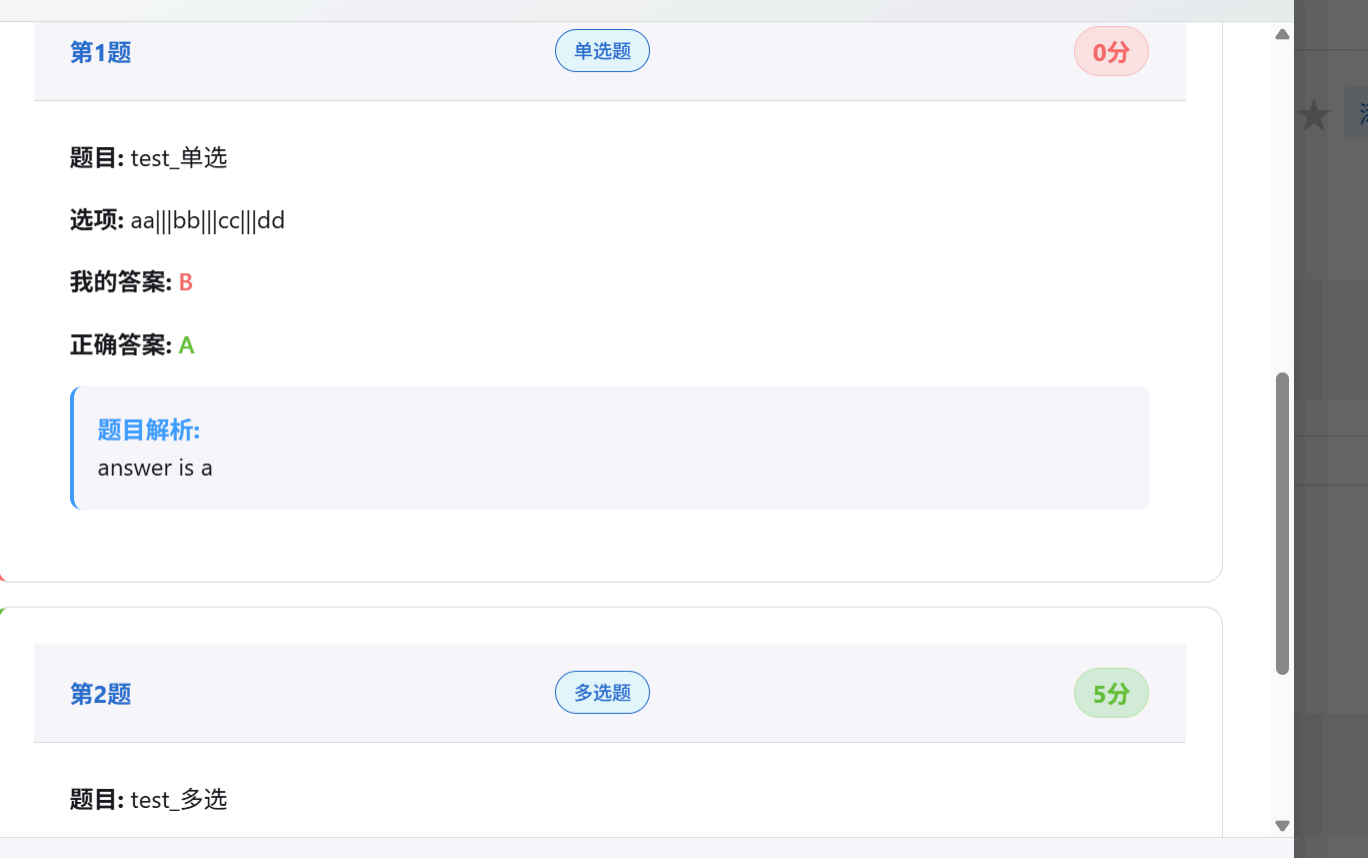 第1题 单选题 0分
题目: test_单选
选项: aa|||bb|||cc|||dd
我的答案: B
正确答案: A
题目解析:
answer is a
第2题 多选题 5分
题目: test_多选